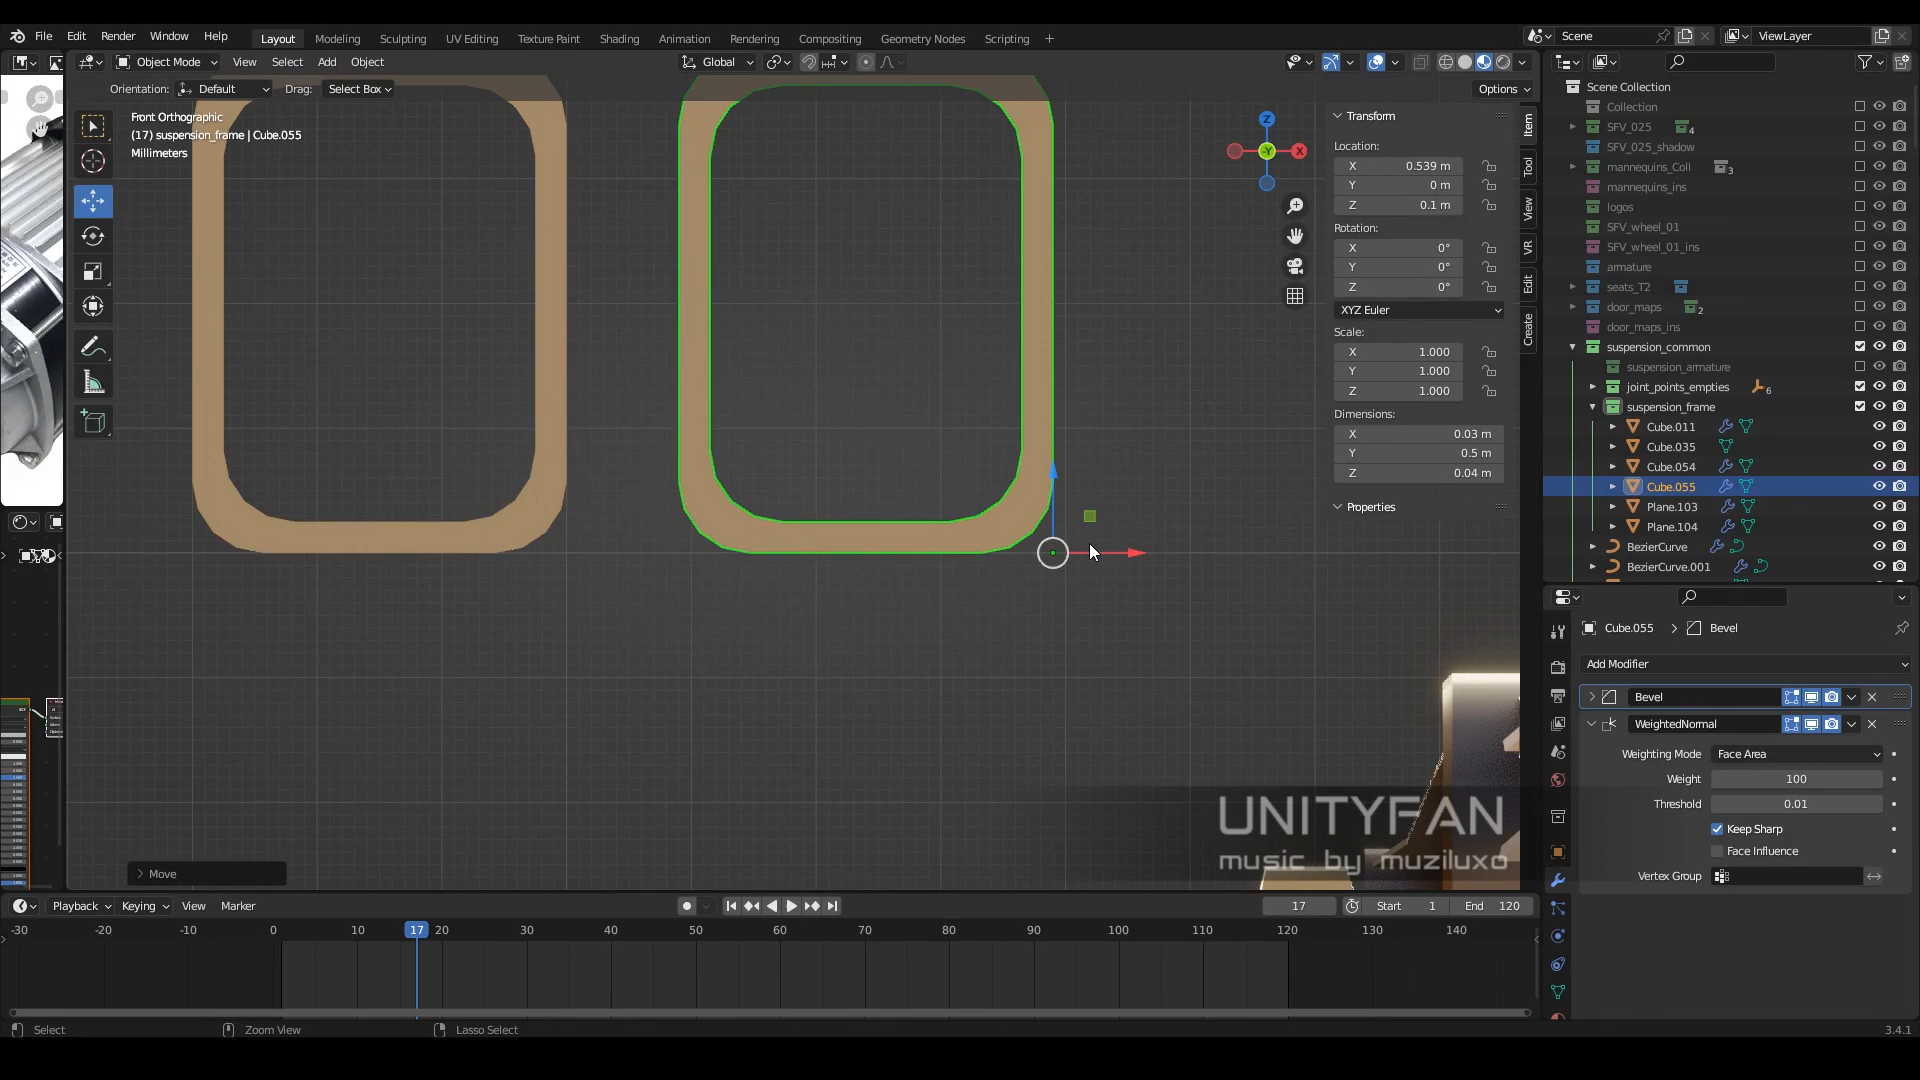 File Edit Render Window Help Layout Modeling Sculpting UV Editing Texture Paint Shading Animation Rendering Compositing Geometry Nodes Scripting + Scene ViewLayer
Object Mode View Select Add Object Global
Orientation: Default Drag: Select Box Options
Front Orthographic
(17) suspension_frame | Cube.055
Millimeters
Z
-Y
X
Transform
Location:
X 0.539 m
Y 0 m
Z 0.1 m
Rotation:
X 0°
Y 0°
Z 0°
XYZ Euler
Scale:
X 1.000
Y 1.000
Z 1.000
Dimensions:
X 0.03 m
Y 0.5 m
Z 0.04 m
Properties
Item
Tool
View
VR
Edit
Create
Scene Collection
Collection
SFV_025 4
SFV_025_shadow
mannequins_Coll 3
mannequins_ins
logos
SFV_wheel_01
SFV_wheel_01_ins
armature
seats_T2
door_maps 2
door_maps_ins
suspension_common
suspension_armature
joint_points_empties 6
suspension_frame
Cube.011
Cube.035
Cube.054
Cube.055
Plane.103
Plane.104
BezierCurve
BezierCurve.001
Cube.055 Bevel
Add Modifier
Bevel
WeightedNormal
Weighting Mode Face Area
Weight 100
Threshold 0.01
Keep Sharp
Face Influence
Vertex Group
UNITYFAN
music by muziluxo
Move
Playback Keying View Marker 17 Start 1 End 120
-30 -20 -10 0 10 17 20 30 40 50 60 70 80 90 100 110 120 130 140
Select Zoom View Lasso Select 3.4.1